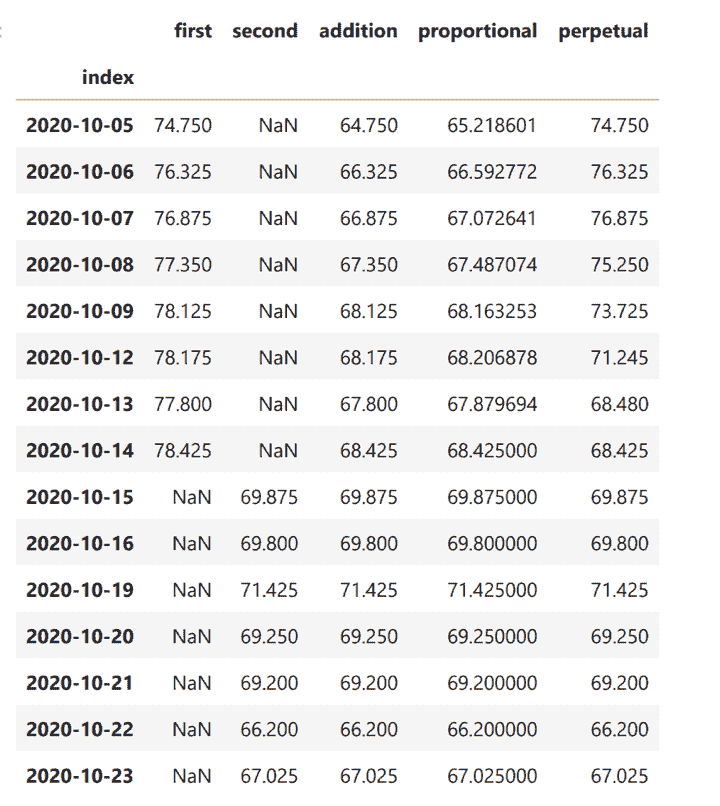 first second addition proportional perpetual
index
2020-10-05 74.750 NaN 64.750 65.218601 74.750
2020-10-06 76.325 NaN 66.325 66.592772 76.325
2020-10-07 76.875 NaN 66.875 67.072641 76.875
2020-10-08 77.350 NaN 67.350 67.487074 75.250
2020-10-09 78.125 NaN 68.125 68.163253 73.725
2020-10-12 78.175 NaN 68.175 68.206878 71.245
2020-10-13 77.800 NaN 67.800 67.879694 68.480
2020-10-14 78.425 NaN 68.425 68.425000 68.425
2020-10-15 NaN 69.875 69.875 69.875000 69.875
2020-10-16 NaN 69.800 69.800 69.800000 69.800
2020-10-19 NaN 71.425 71.425 71.425000 71.425
2020-10-20 NaN 69.250 69.250 69.250000 69.250
2020-10-21 NaN 69.200 69.200 69.200000 69.200
2020-10-22 NaN 66.200 66.200 66.200000 66.200
2020-10-23 NaN 67.025 67.025 67.025000 67.025